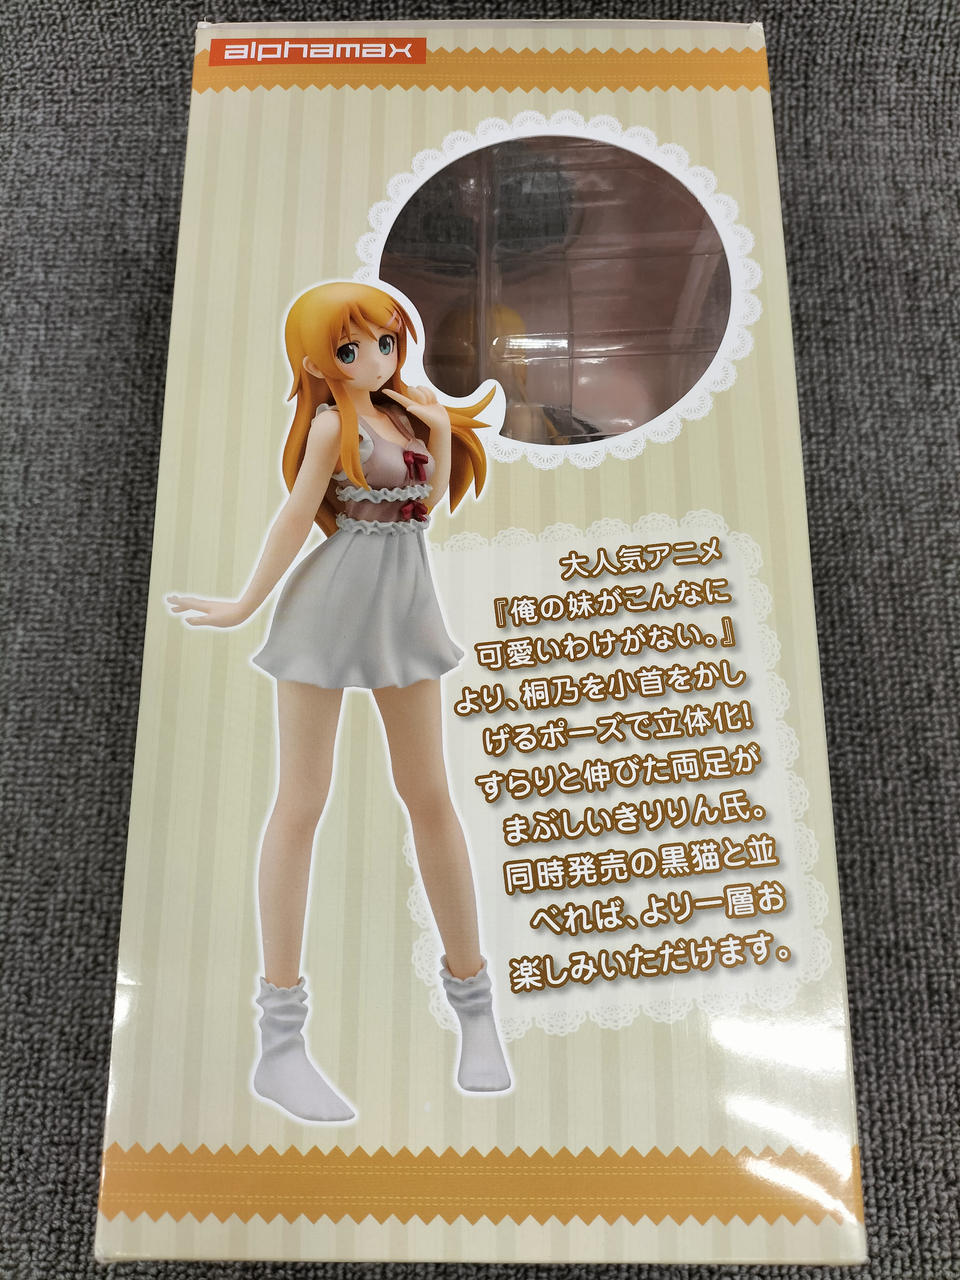 alphamax
大人気アニメ
『俺の妹がこんなに
可愛いわけがない。』
より、桐乃を小首をかし
げるポーズで立体化!
すらりと伸びた両足が
まぶしいきりりん氏。
同時発売の黒猫と並
べれば、より一層お
楽しみいただけます。